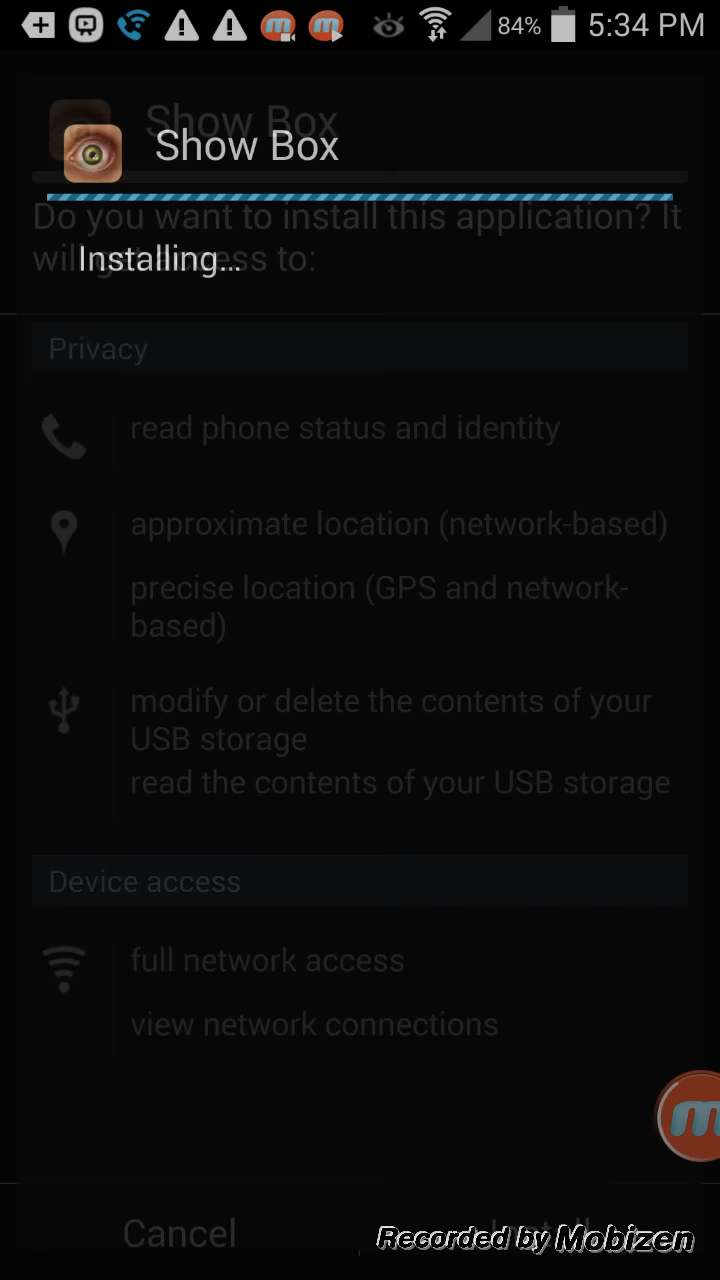 84% 5:34 PM
Show Box
Show Box
Do you want to install this application? It
will get access to:
Installing...
Privacy
read phone status and identity
approximate location (network-based)
precise location (GPS and network-
based)
modify or delete the contents of your
USB storage
read the contents of your USB storage
Device access
full network access
view network connections
m
Cancel
Install
Recorded by Mobizen